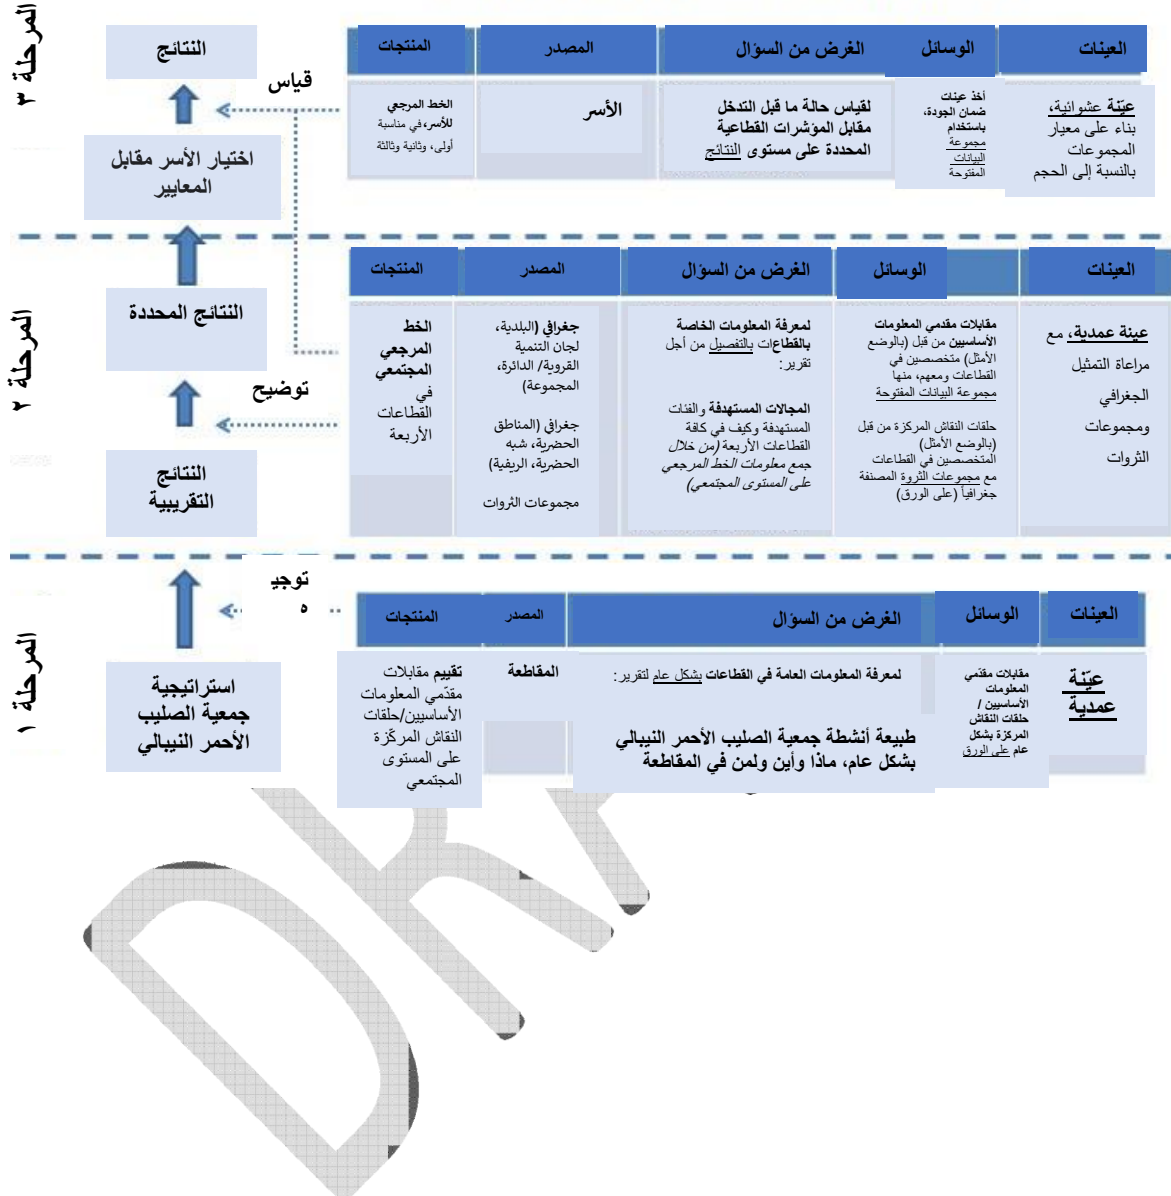 المرحلة ٣
العينات
الوسائل
الغرض من السؤال
المصدر
المنتجات
عيّنة عشوائية،
بناء على معيار
المجموعات
بالنسبة إلى الحجم
أخذ عينات
ضمان الجودة،
باستخدام
مجموعة
البيانات
المفتوحة
لقياس حالة ما قبل التدخل
مقابل المؤشرات القطاعية
المحددة على مستوى النتائج
الأسر
الخط المرجعي
للأسر، في مناسبة
أولى، وثانية وثالثة
قياس
النتائج
اختيار الأسر مقابل
المعايير
المرحلة ٢
العينات
الوسائل
الغرض من السؤال
المصدر
المنتجات
عينة عمدية، مع
مراعاة التمثيل
الجغرافي
ومجموعات
الثروات
مقابلات مقدمي المعلومات
الأساسيين من قبل (بالوضع
الأمثل) متخصصين في
القطاعات ومعهم، منها
مجموعة البيانات المفتوحة
حلقات النقاش المركزة من قبل
(بالوضع الأمثل)
المتخصصين في القطاعات
مع مجموعات الثروة المصنفة
جغرافياً (على الورق)
لمعرفة المعلومات الخاصة
بالقطاعات بالتفصيل من أجل
تقرير:
المجالات المستهدفة والفئات
المستهدفة وكيف في كافة
القطاعات الأربعة (من خلال
جمع معلومات الخط المرجعي
على المستوى المجتمعي)
جغرافي (البلدية،
لجان التنمية
القروية/ الدائرة،
المجموعة)
جغرافي (المناطق
الحضرية، شبه
الحضرية، الريفية)
مجموعات الثروات
الخط
المرجعي
المجتمعي
في
القطاعات
الأربعة
توضيح
النتائج المحددة
النتائج
التقريبية
المرحلة ١
العينات
الوسائل
الغرض من السؤال
المصدر
المنتجات
عيّنة
عمدية
مقابلات مقدّمي
المعلومات
الأساسيين /
حلقات النقاش
المركزة بشكل
عام على الورق
لمعرفة المعلومات العامة في القطاعات بشكل عام لتقرير:
طبيعة أنشطة جمعية الصليب الأحمر النيبالي
بشكل عام، ماذا وأين ولمن في المقاطعة
المقاطعة
تقييم مقابلات
مقدّمي المعلومات
الأساسيين/حلقات
النقاش المركّزة
على المستوى
المجتمعي
توجي
ه
استراتيجية
جمعية الصليب
الأحمر النيبالي